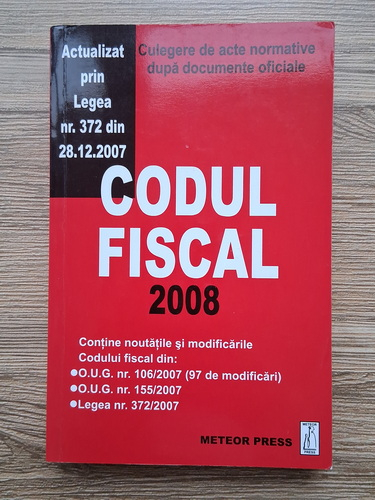 Actualizat
prin
Legea
nr. 372 din
28.12.2007
Culegere de acte normative
după documente oficiale
CODUL
FISCAL
2008
Conține noutățile și modificările
Codului fiscal din:
●O.U.G. nr. 106/2007 (97 de modificări)
●O.U.G. nr. 155/2007
●Legea nr. 372/2007
METEOR PRESS
METEOR
PRESS